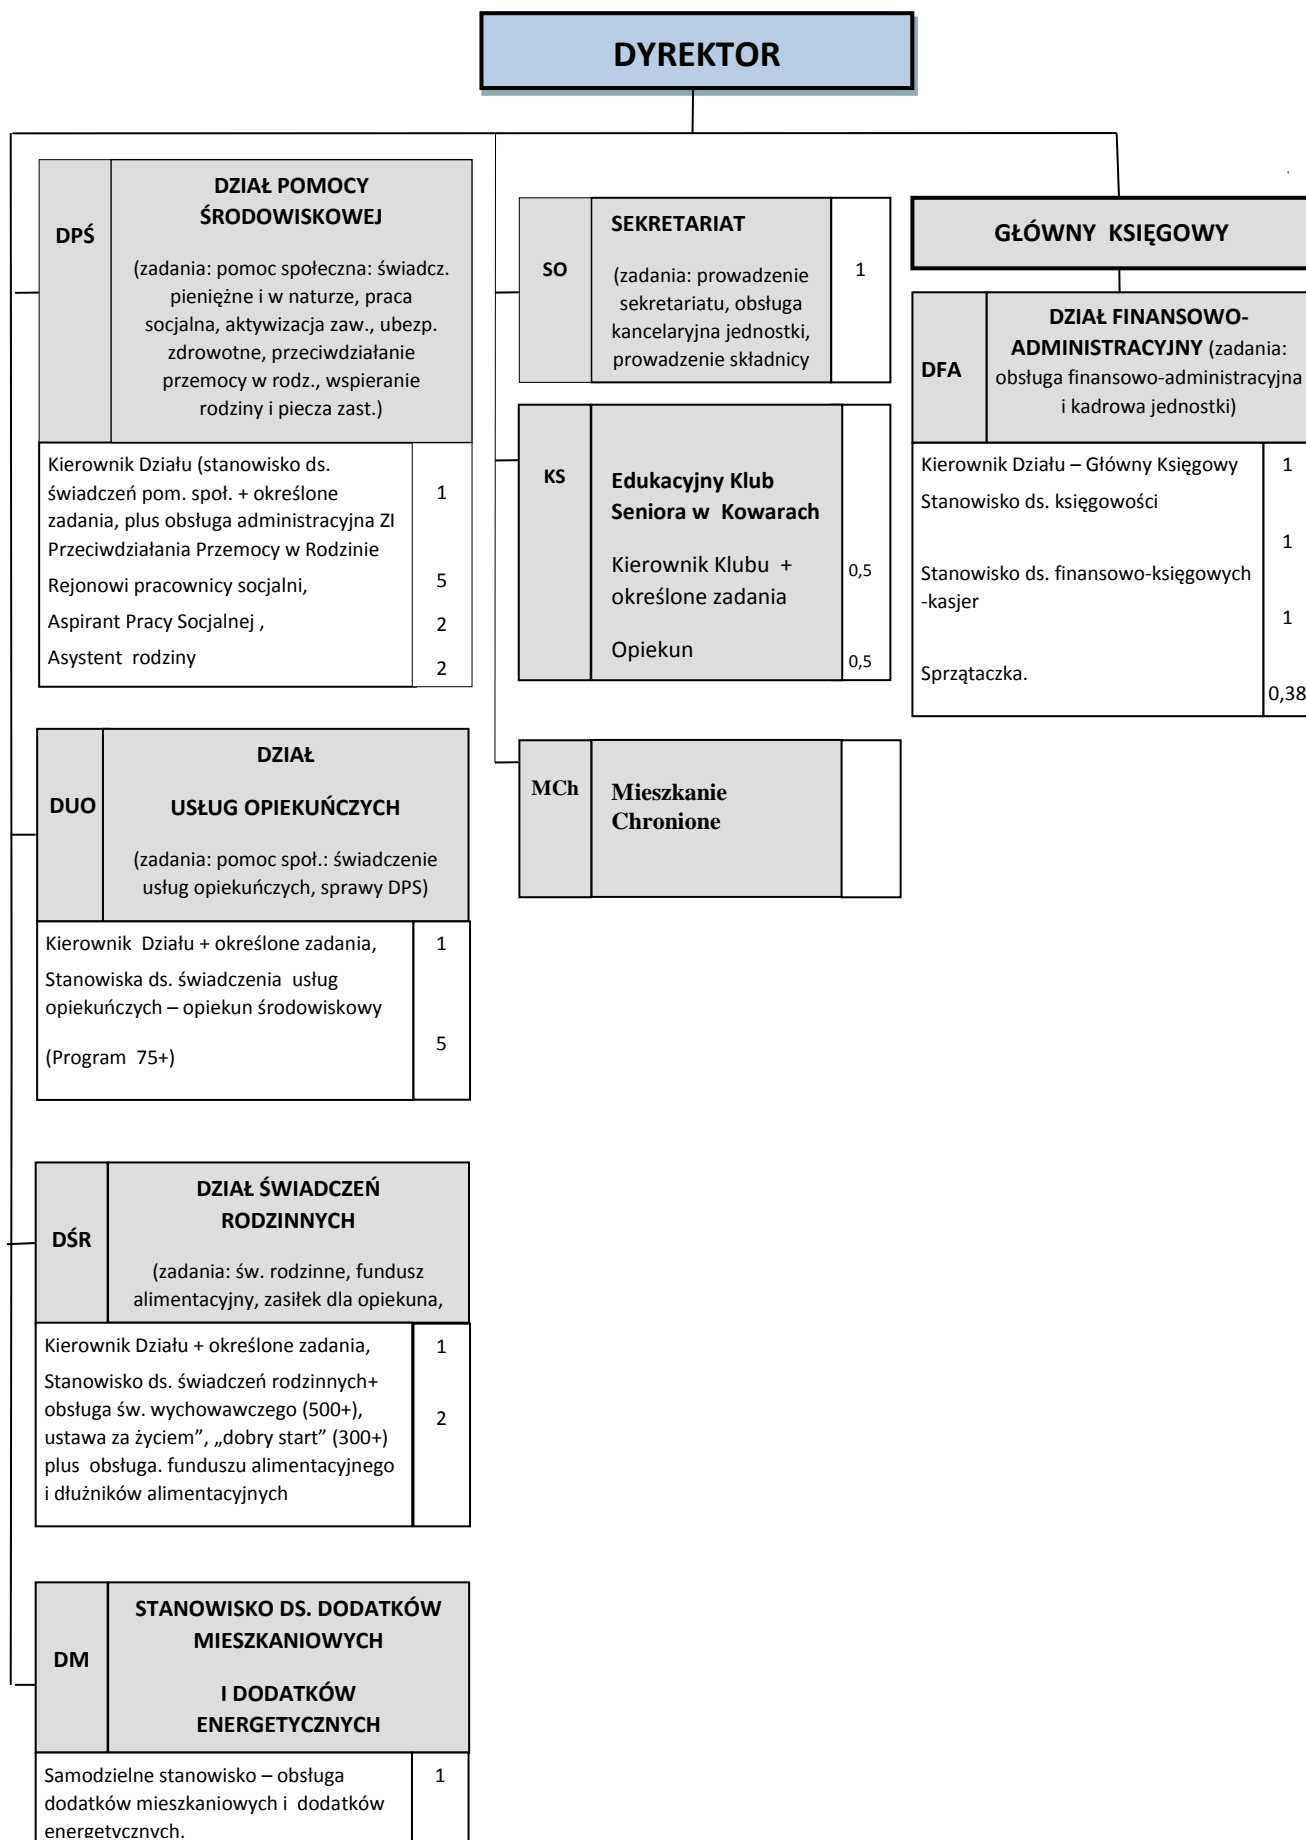 DYREKTOR
DPŚ
DZIAŁ POMOCY
ŚRODOWISKOWEJ
(zadania: pomoc społeczna: świadcz.
pieniężne i w naturze, praca
socjalna, aktywizacja zaw., ubezp.
zdrowotne, przeciwdziałanie
przemocy w rodz., wspieranie
rodziny i piecza zast.)
Kierownik Działu (stanowisko ds.
świadczeń pom. społ. + określone
zadania, plus obsługa administracyjna ZI
Przeciwdziałania Przemocy w Rodzinie
1
Rejonowi pracownicy socjalni,
5
Aspirant Pracy Socjalnej ,
2
Asystent rodziny
2
DUO
DZIAŁ
USŁUG OPIEKUŃCZYCH
(zadania: pomoc społ.: świadczenie
usług opiekuńczych, sprawy DPS)
Kierownik Działu + określone zadania,
1
Stanowiska ds. świadczenia usług
opiekuńczych – opiekun środowiskowy
(Program 75+)
5
DŚR
DZIAŁ ŚWIADCZEŃ
RODZINNYCH
(zadania: św. rodzinne, fundusz
alimentacyjny, zasiłek dla opiekuna,
Kierownik Działu + określone zadania,
1
Stanowisko ds. świadczeń rodzinnych+
obsługa św. wychowawczego (500+),
ustawa za życiem”, „dobry start” (300+)
plus obsługa. funduszu alimentacyjnego
i dłużników alimentacyjnych
2
DM
STANOWISKO DS. DODATKÓW
MIESZKANIOWYCH
I DODATKÓW
ENERGETYCZNYCH
Samodzielne stanowisko – obsługa
dodatków mieszkaniowych i dodatków
energetycznych.
1
SO
SEKRETARIAT
(zadania: prowadzenie
sekretariatu, obsługa
kancelaryjna jednostki,
prowadzenie składnicy
1
KS
Edukacyjny Klub
Seniora w Kowarach
Kierownik Klubu +
określone zadania
0,5
Opiekun
0,5
MCh
Mieszkanie
Chronione
GŁÓWNY KSIĘGOWY
DFA
DZIAŁ FINANSOWO-
ADMINISTRACYJNY (zadania:
obsługa finansowo-administracyjna
i kadrowa jednostki)
Kierownik Działu – Główny Księgowy
1
Stanowisko ds. księgowości
1
Stanowisko ds. finansowo-księgowych
-kasjer
1
Sprzątaczka.
0,38